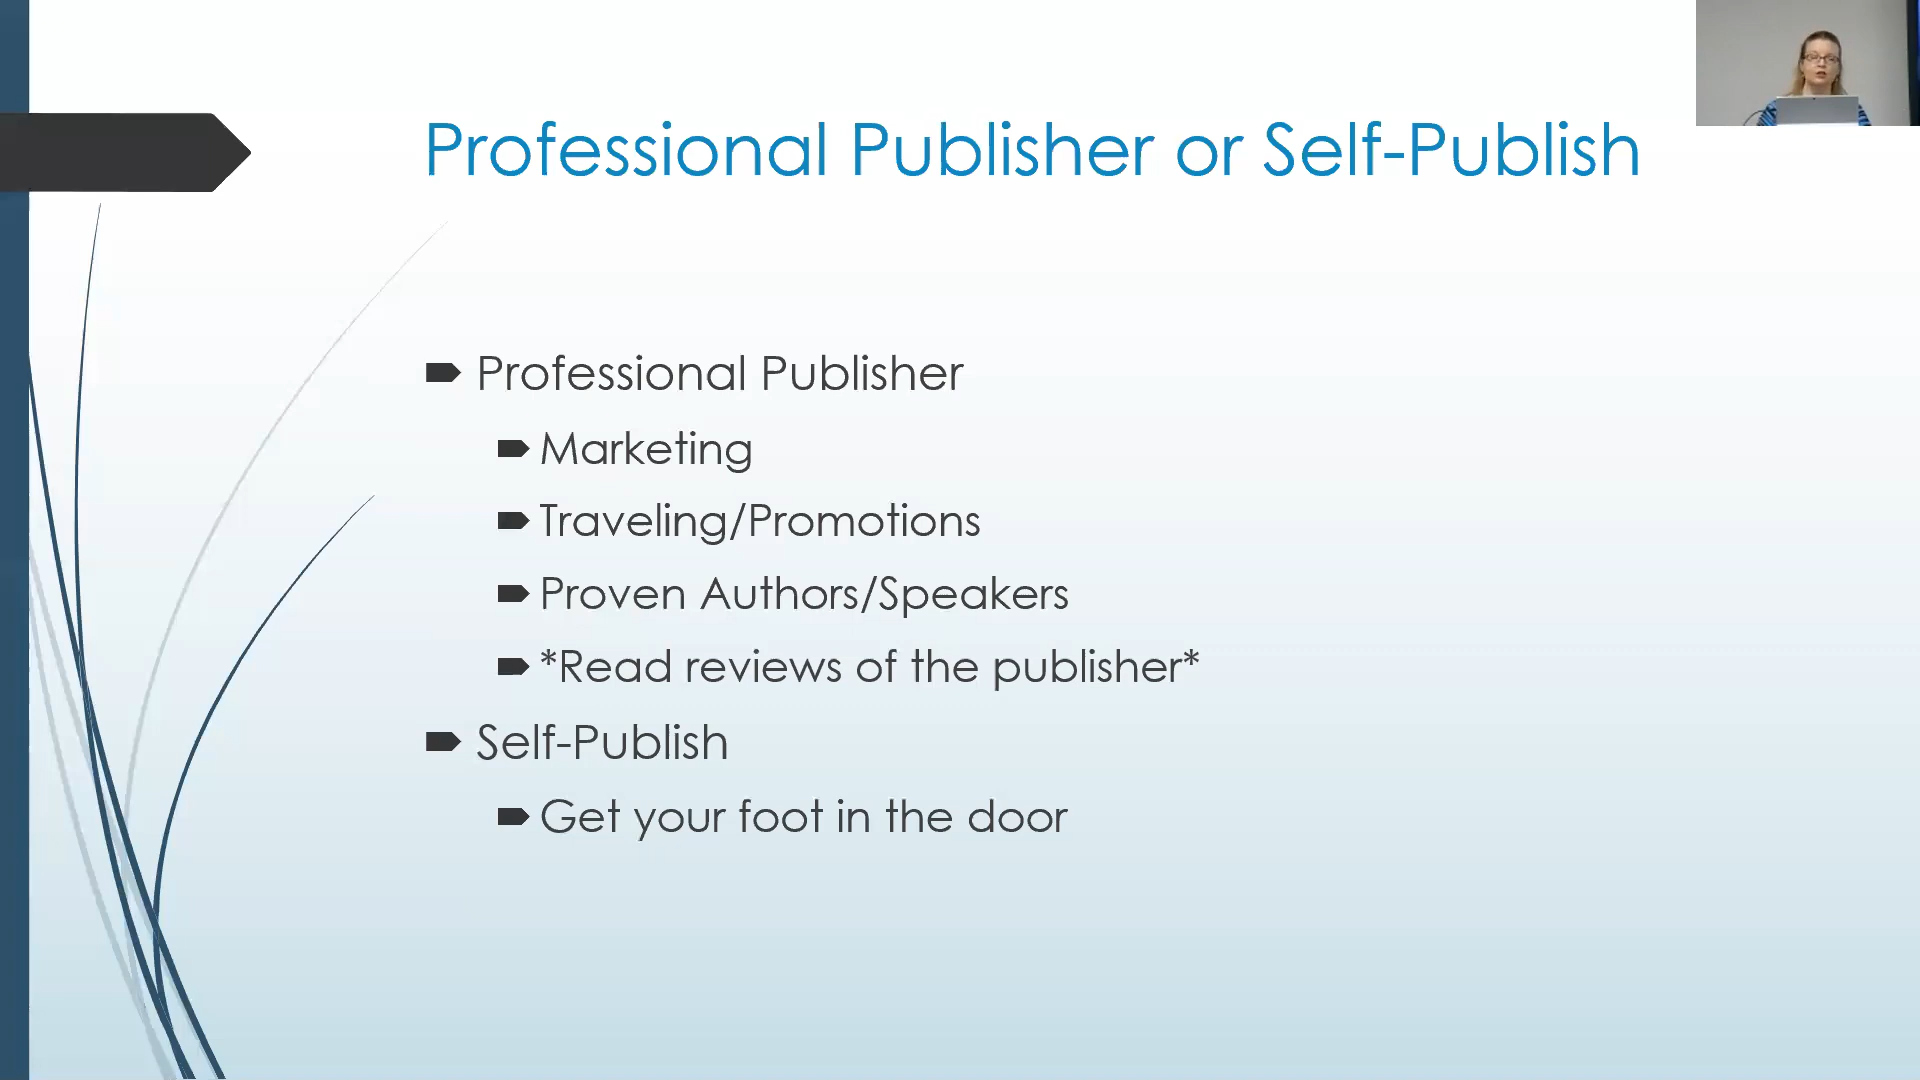 Professional Publisher or Self-Publish
Professional Publisher
Marketing
Traveling/Promotions
Proven Authors/Speakers
*Read reviews of the publisher*
Self-Publish
Get your foot in the door